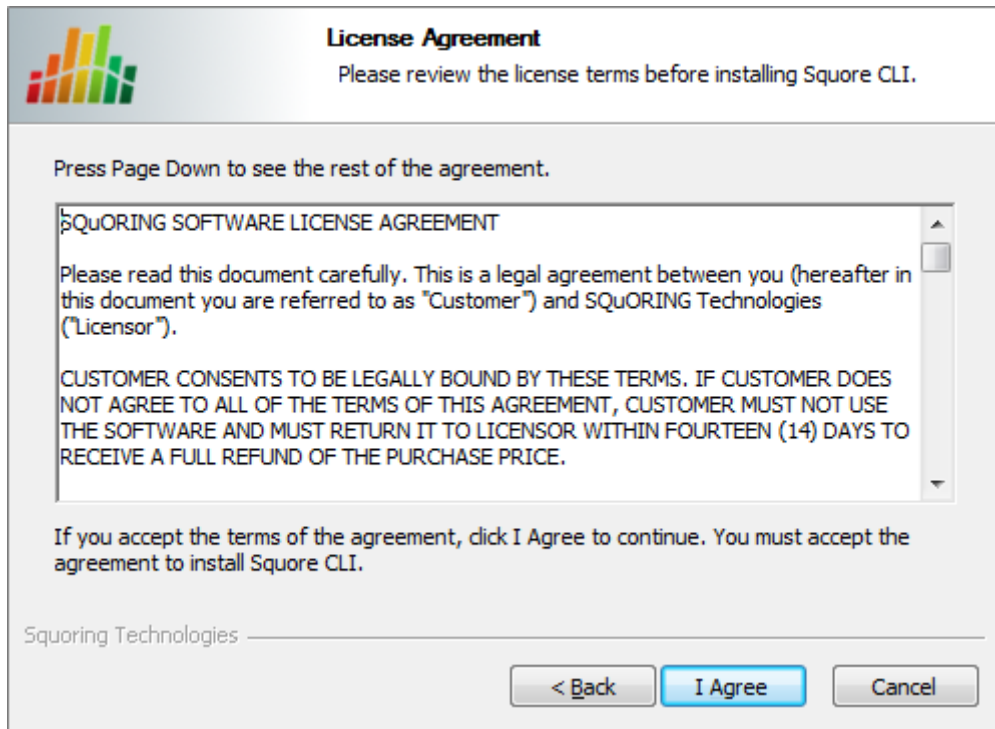 License Agreement
Please review the license terms before installing Squore CLI.
Press Page Down to see the rest of the agreement.
SQuORING SOFTWARE LICENSE AGREEMENT
Please read this document carefully. This is a legal agreement between you (hereafter in
this document you are referred to as "Customer") and SQuORING Technologies
("Licensor").
CUSTOMER CONSENTS TO BE LEGALLY BOUND BY THESE TERMS. IF CUSTOMER DOES
NOT AGREE TO ALL OF THE TERMS OF THIS AGREEMENT, CUSTOMER MUST NOT USE
THE SOFTWARE AND MUST RETURN IT TO LICENSOR WITHIN FOURTEEN (14) DAYS TO
RECEIVE A FULL REFUND OF THE PURCHASE PRICE.
If you accept the terms of the agreement, click I Agree to continue. You must accept the
agreement to install Squore CLI.
Squoring Technologies
< Back
I Agree
Cancel